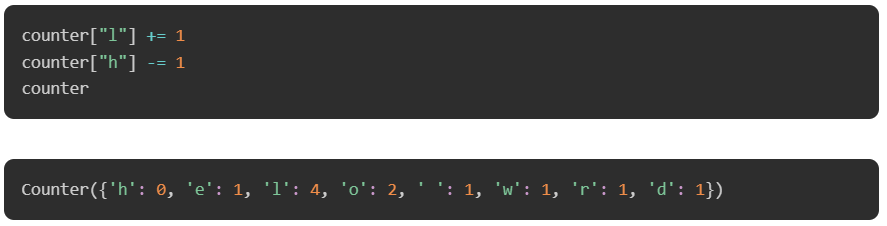 counter["l"] += 1
counter["h"] -= 1
counter
Counter({'h': 0, 'e': 1, 'l': 4, 'o': 2, ' ': 1, 'w': 1, 'r': 1, 'd': 1})